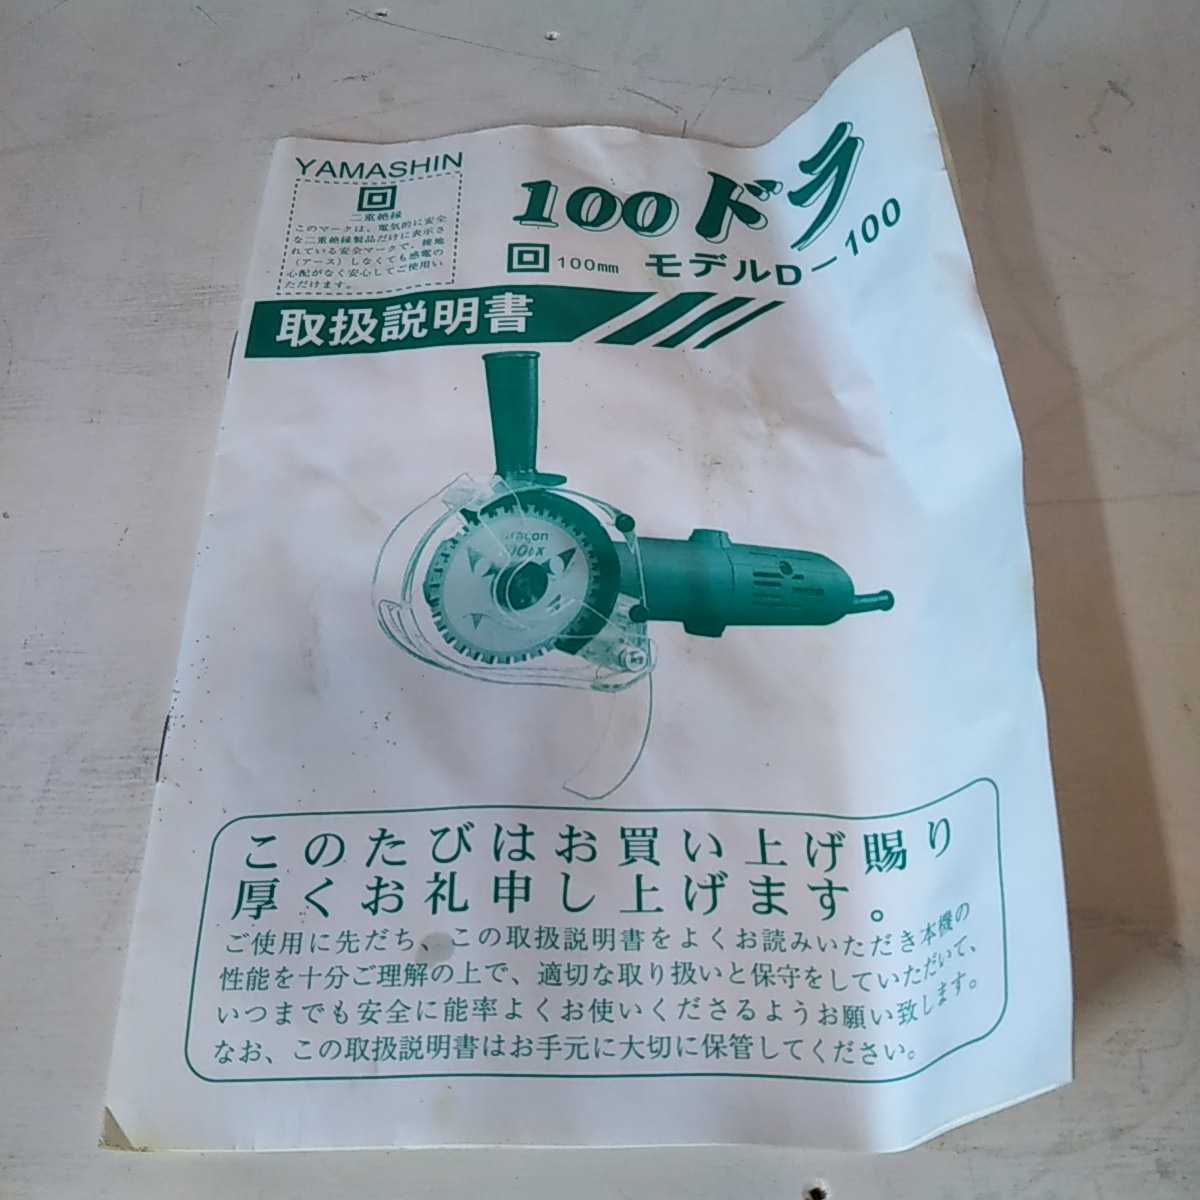 YAMASHIN
二重絶縁
このマークは、電気的に安全
な二重絶縁製品だけに表示さ
れている安全マークで、接地
（アース）しなくても感電の
心配がなく安心してご使用い
ただけます。
100ドラ
100mm モデルD-100
取扱説明書
このたびはお買い上げ賜り
厚くお礼申し上げます。
ご使用に先だち、この取扱説明書をよくお読みいただき本機の
性能を十分ご理解の上で、適切な取り扱いと保守をしていただいて、
いつまでも安全に能率よくお使いくださるようお願い致します。
なお、この取扱説明書はお手元に大切に保管してください。